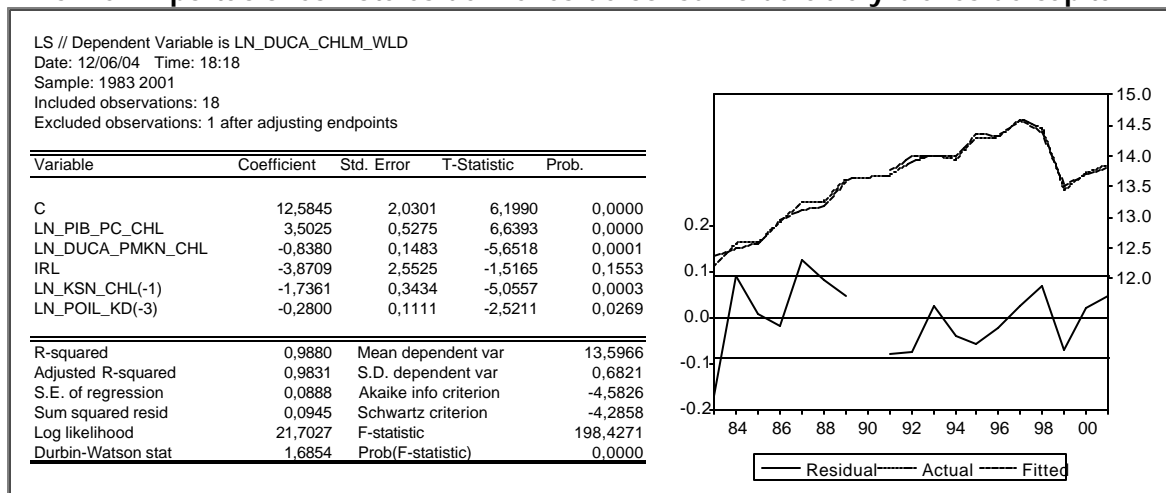 LS // Dependent Variable is LN_DUCA_CHLM_WLD
Date: 12/06/04 Time: 18:18
Sample: 1983 2001
Included observations: 18
Excluded observations: 1 after adjusting endpoints
Variable Coefficient Std. Error T-Statistic Prob.
C 12,5845 2,0301 6,1990 0,0000
LN_PIB_PC_CHL 3,5025 0,5275 6,6393 0,0000
LN_DUCA_PMKN_CHL -0,8380 0,1483 -5,6518 0,0001
IRL -3,8709 2,5525 -1,5165 0,1553
LN_KSN_CHL(-1) -1,7361 0,3434 -5,0557 0,0003
LN_POIL_KD(-3) -0,2800 0,1111 -2,5211 0,0269
R-squared 0,9880 Mean dependent var 13,5966
Adjusted R-squared 0,9831 S.D. dependent var 0,6821
S.E. of regression 0,0888 Akaike info criterion -4,5826
Sum squared resid 0,0945 Schwartz criterion -4,2858
Log likelihood 21,7027 F-statistic 198,4271
Durbin-Watson stat 1,6854 Prob(F-statistic) 0,0000
15.0
14.5
14.0
13.5
13.0
12.5
12.0
0.2
0.1
0.0
-0.1
-0.2
84 86 88 90 92 94 96 98 00
Residual Actual Fitted